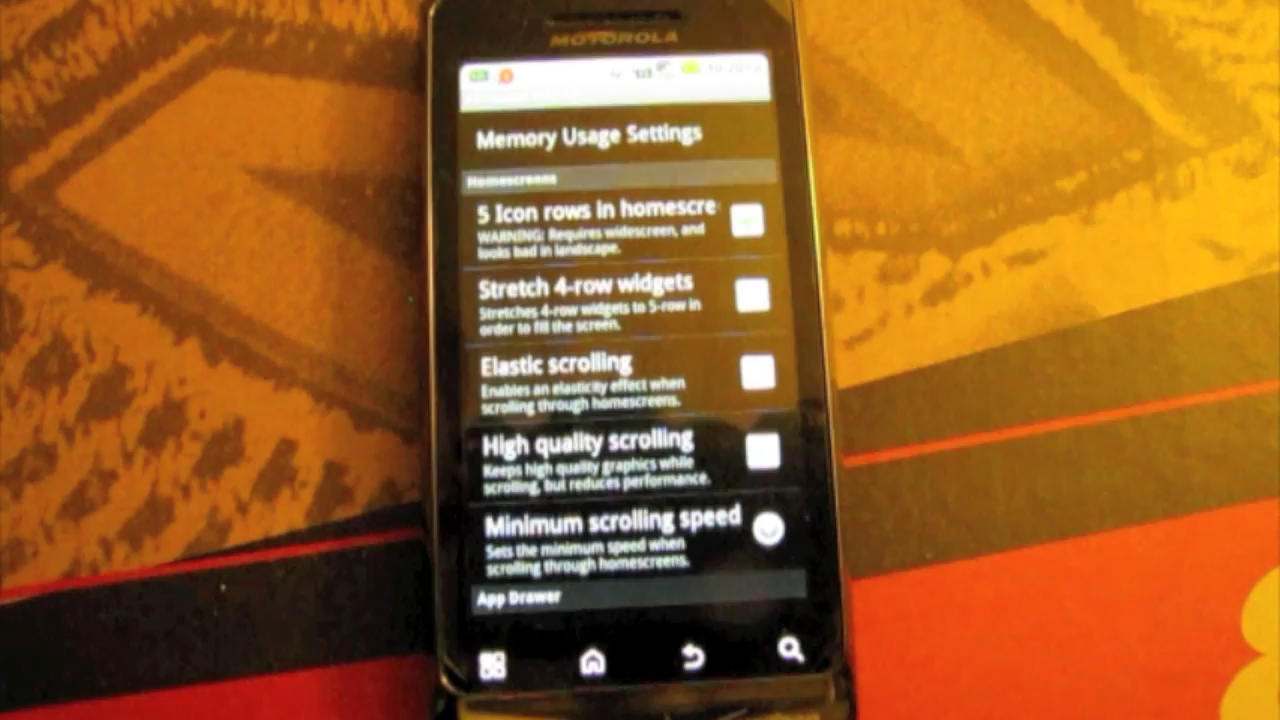 MOTOROLA
Memory Usage Settings
Homescreens
5 Icon rows in homescre
WARNING: Requires widescreen, and
looks bad in landscape.
Stretch 4-row widgets
Stretches 4-row widgets to 5-row in
order to fill the screen.
Elastic scrolling
Enables an elasticity effect when
scrolling through homescreens.
High quality scrolling
Keeps high quality graphics while
scrolling, but reduces performance.
Minimum scrolling speed
Sets the minimum speed when
scrolling through homescreens.
App Drawer